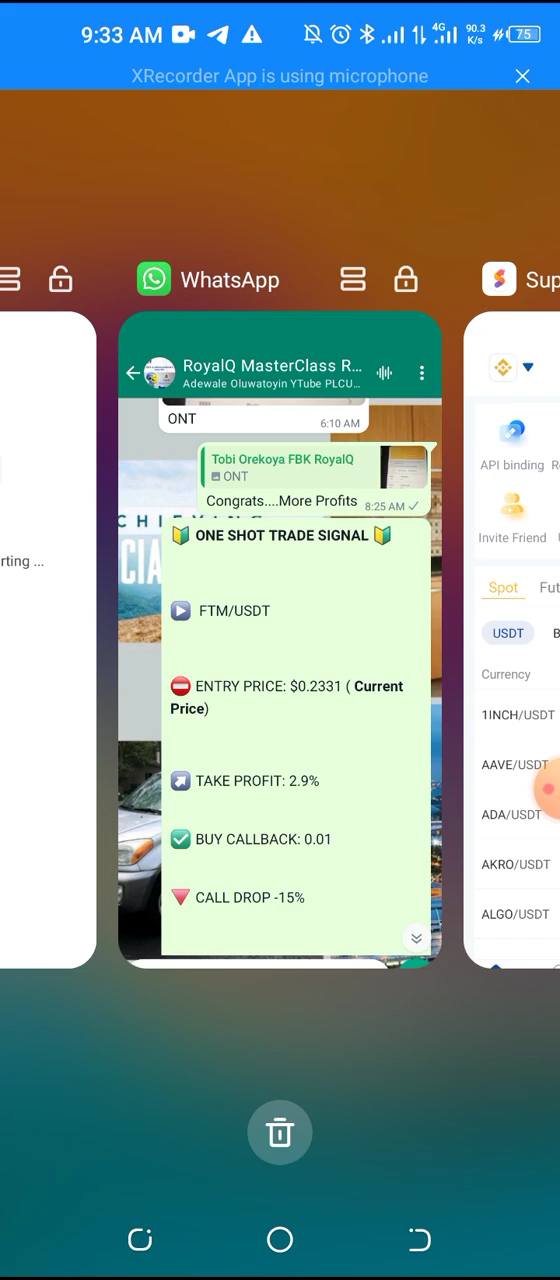 9:33 AM
4G
90.3
K/s
75
XRecorder App is using microphone
WhatsApp
Sup
RoyalQ MasterClass R...
Adewale Oluwatoyin YTube PLCU...
ONT
6:10 AM
Tobi Orekoya FBK RoyalQ
ONT
Congrats....More Profits
8:25 AM
ONE SHOT TRADE SIGNAL
FTM/USDT
ENTRY PRICE: $0.2331 ( Current
Price)
TAKE PROFIT: 2.9%
BUY CALLBACK: 0.01
CALL DROP -15%
rting ...
API binding
Invite Friend
Spot
Fut
USDT
B
Currency
1INCH/USDT
AAVE/USDT
ADA/USDT
AKRO/USDT
ALGO/USDT